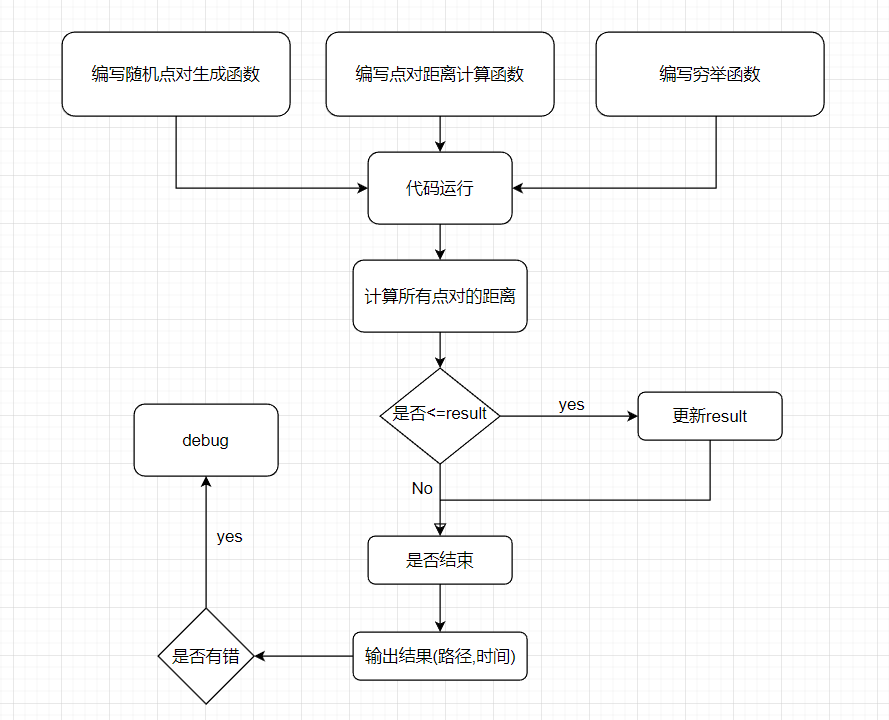 编写随机点对生成函数
编写点对距离计算函数
编写穷举函数
代码运行
计算所有点对的距离
是否<=result
yes
更新result
debug
No
yes
是否结束
是否有错
输出结果(路径,时间)